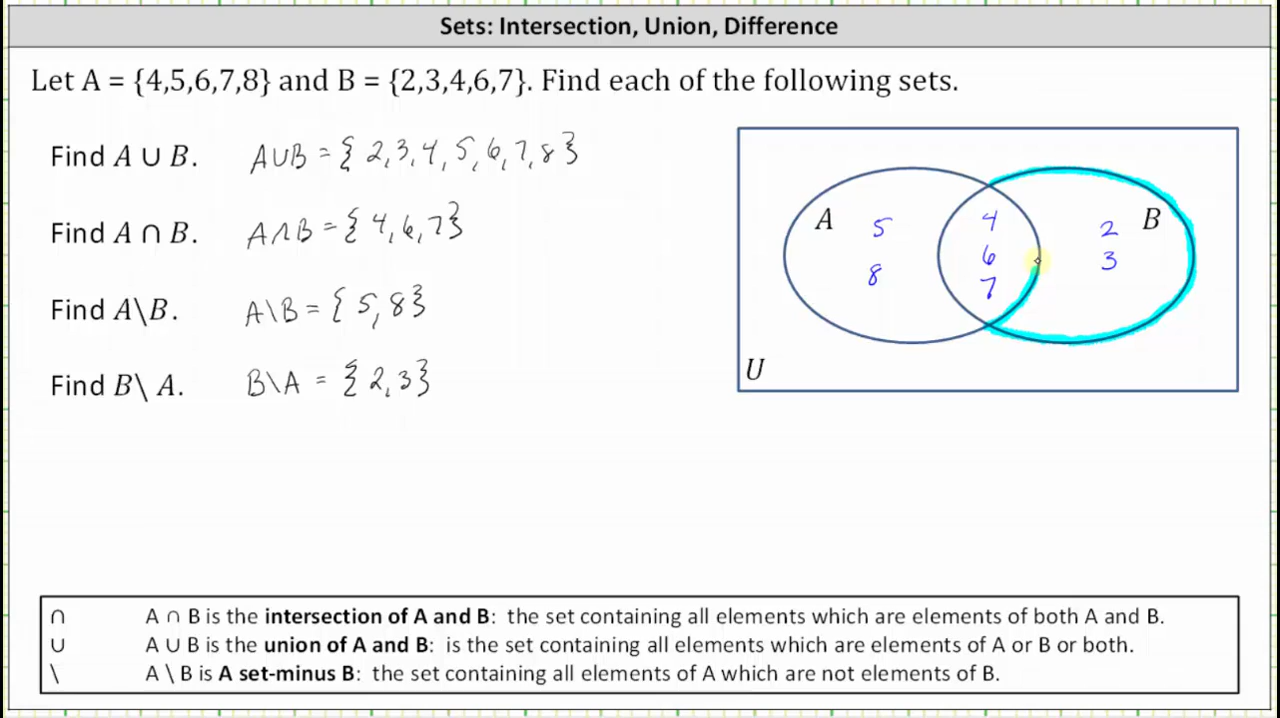 Sets: Intersection, Union, Difference
Let A = {4,5,6,7,8} and B = {2,3,4,6,7}. Find each of the following sets.
Find A ∪ B. A∪B = { 2,3,4,5,6,7,8}
Find A ∩ B. A∩B = { 4,6,7}
Find A\B. A\B = { 5, 8}
Find B\ A. B\A = { 2,3}
A 5 4 2 B
6 3
8 7
U
∩ A ∩ B is the intersection of A and B: the set containing all elements which are elements of both A and B.
∪ A ∪ B is the union of A and B: is the set containing all elements which are elements of A or B or both.
\ A \ B is A set-minus B: the set containing all elements of A which are not elements of B.